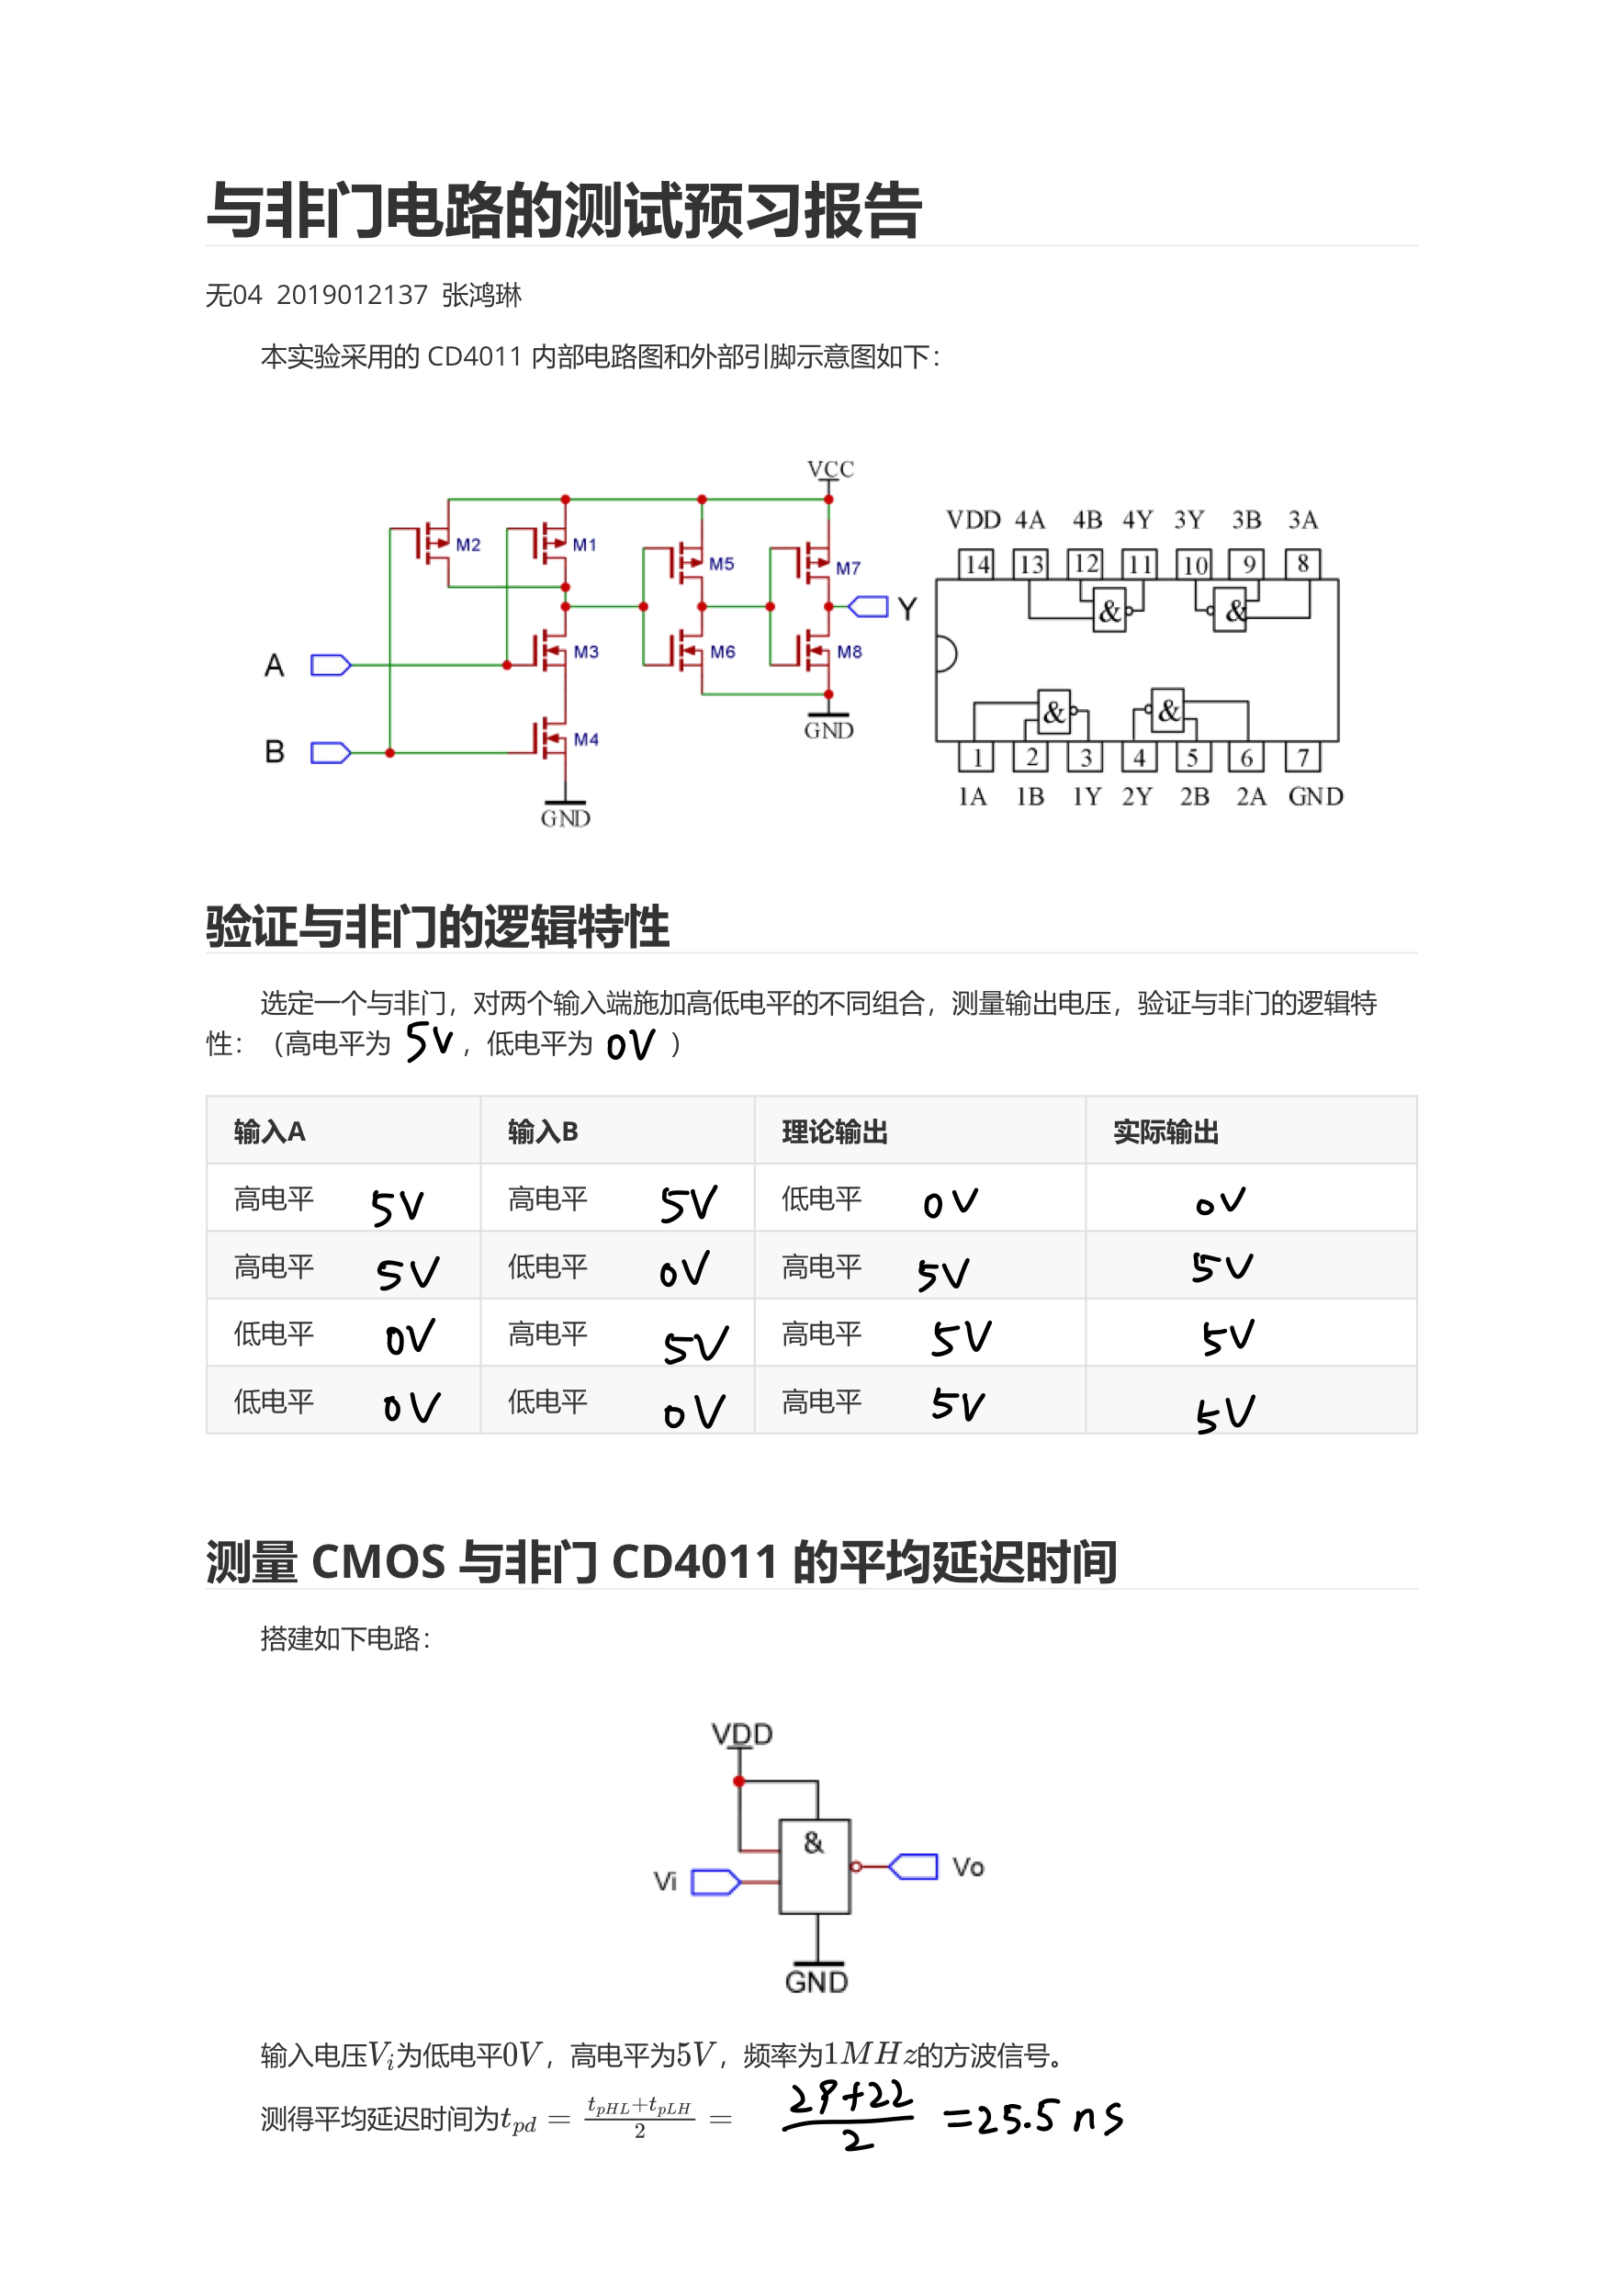 与非门电路的测试预习报告
无04 2019012137 张鸿琳
本实验采用的 CD4011 内部电路图和外部引脚示意图如下：
VCC
M2 M1 M5 M7
Y
A M3 M6 M8
GND
B M4
GND
VDD 4A 4B 4Y 3Y 3B 3A
14 13 12 11 10 9 8
& &
& &
1 2 3 4 5 6 7
1A 1B 1Y 2Y 2B 2A GND
验证与非门的逻辑特性
选定一个与非门，对两个输入端施加高低电平的不同组合，测量输出电压，验证与非门的逻辑特
性：（高电平为 5V，低电平为 0V）
输入A 输入B 理论输出 实际输出
高电平 5V 高电平 5V 低电平 0V 0V
高电平 5V 低电平 0V 高电平 5V 5V
低电平 0V 高电平 5V 高电平 5V 5V
低电平 0V 低电平 0V 高电平 5V 5V
测量 CMOS 与非门 CD4011 的平均延迟时间
搭建如下电路：
VDD
&
Vi Vo
GND
输入电压V_i为低电平0V，高电平为5V，频率为1MHz的方波信号。
测得平均延迟时间为t_{pd} = \frac{t_{pHL}+t_{pLH}}{2} = \frac{29+22}{2} = 25.5 ns